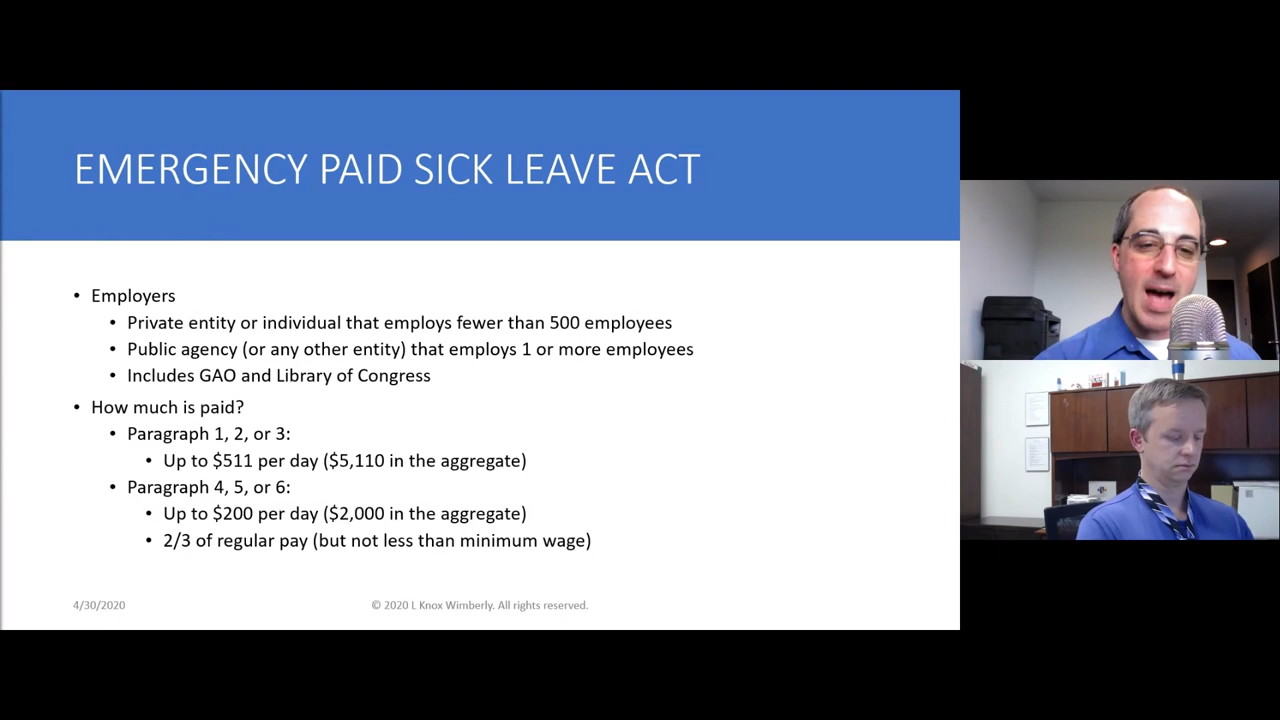 EMERGENCY PAID SICK LEAVE ACT
• Employers
• Private entity or individual that employs fewer than 500 employees
• Public agency (or any other entity) that employs 1 or more employees
• Includes GAO and Library of Congress
• How much is paid?
• Paragraph 1, 2, or 3:
• Up to $511 per day ($5,110 in the aggregate)
• Paragraph 4, 5, or 6:
• Up to $200 per day ($2,000 in the aggregate)
• 2/3 of regular pay (but not less than minimum wage)
4/30/2020
© 2020 L Knox Wimberly. All rights reserved.